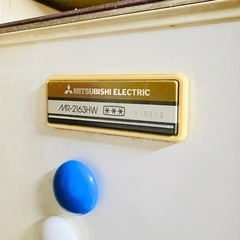 MITSUBISHI ELECTRIC
MR-2163HW ***